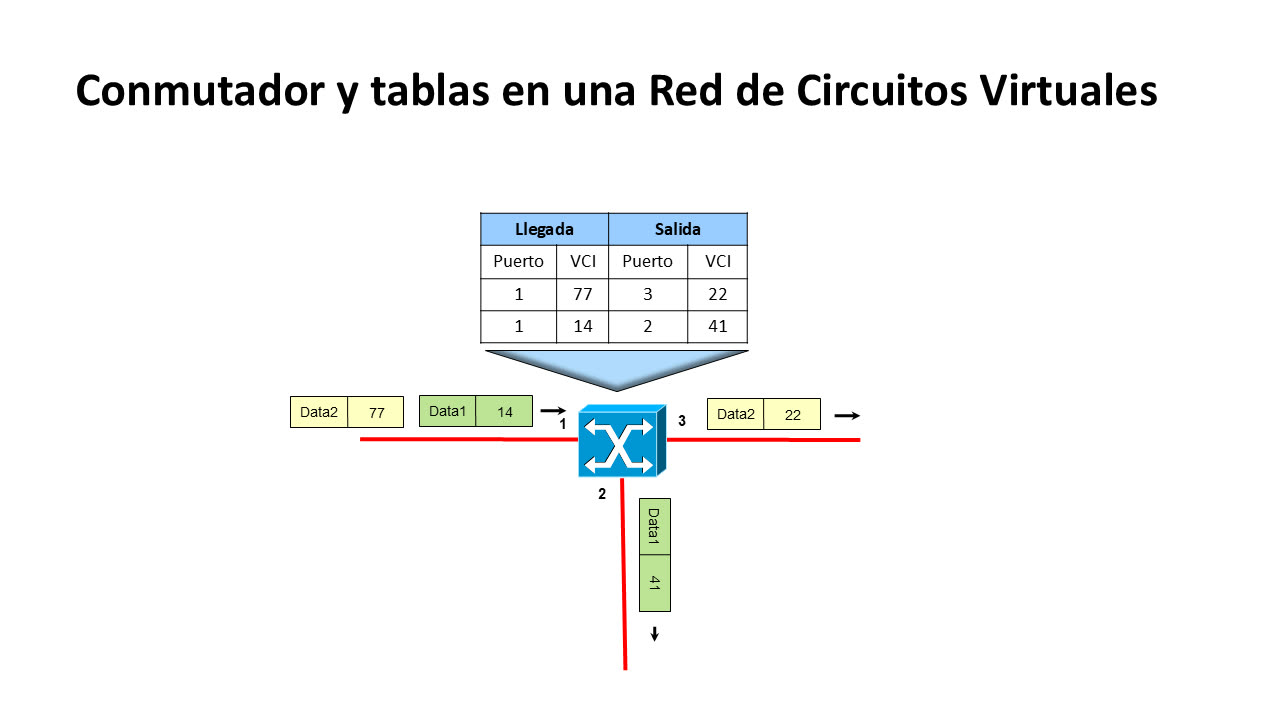 Conmutador y tablas en una Red de Circuitos Virtuales
Llegada Salida
Puerto VCI Puerto VCI
1 77 3 22
1 14 2 41
Data2 77 Data1 14 1 3 Data2 22
2
Data1 41